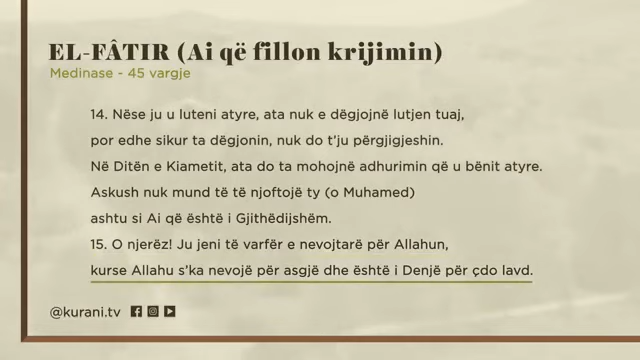 EL-FÂTIR (Ai që fillon krijimin)
Medinase - 45 vargje
14. Nëse ju u luteni atyre, ata nuk e dëgjojnë lutjen tuaj,
por edhe sikur ta dëgjonin, nuk do t'ju përgjigjeshin.
Në Ditën e Kiametit, ata do ta mohojnë adhurimin që u bënit atyre.
Askush nuk mund të të njoftojë ty (o Muhamed)
ashtu si Ai që është i Gjithëdijshëm.
15. O njerëz! Ju jeni të varfër e nevojtarë për Allahun,
kurse Allahu s'ka nevojë për asgjë dhe është i Denjë për çdo lavd.
@kurani.tv